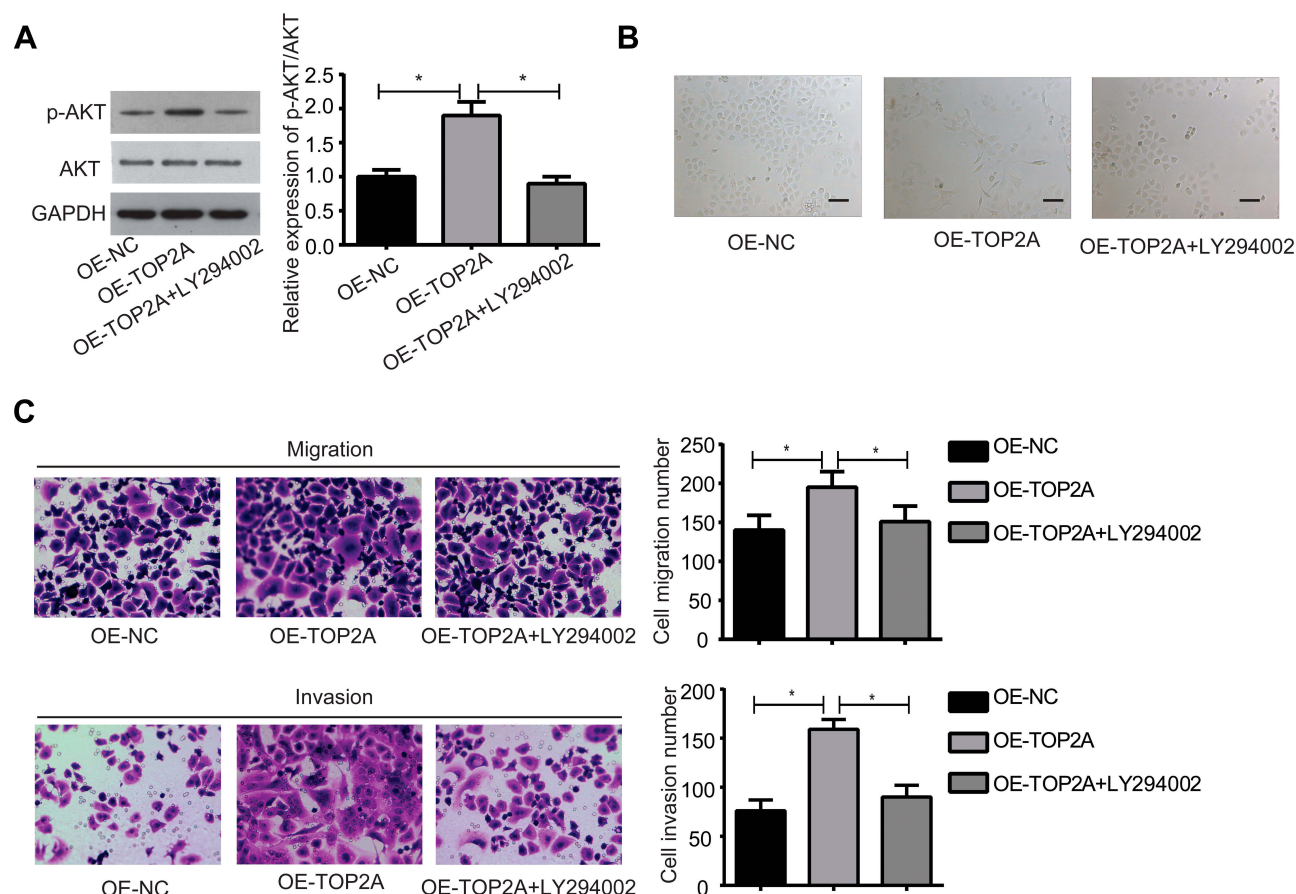 A
p-AKT
AKT
GAPDH
OE-NC
OE-TOP2A
OE-TOP2A+LY294002
Relative expression of p-AKT/AKT
2.5
2.0
1.5
1.0
0.5
0.0
*
*
OE-NC
OE-TOP2A
OE-TOP2A+LY294002
B
OE-NC
OE-TOP2A
OE-TOP2A+LY294002
C
Migration
OE-NC
OE-TOP2A
OE-TOP2A+LY294002
Cell migration number
250
200
150
100
50
0
*
*
OE-NC
OE-TOP2A
OE-TOP2A+LY294002
Invasion
OE-NC
OE-TOP2A
OE-TOP2A+LY294002
Cell invasion number
200
150
100
50
0
*
*
OE-NC
OE-TOP2A
OE-TOP2A+LY294002